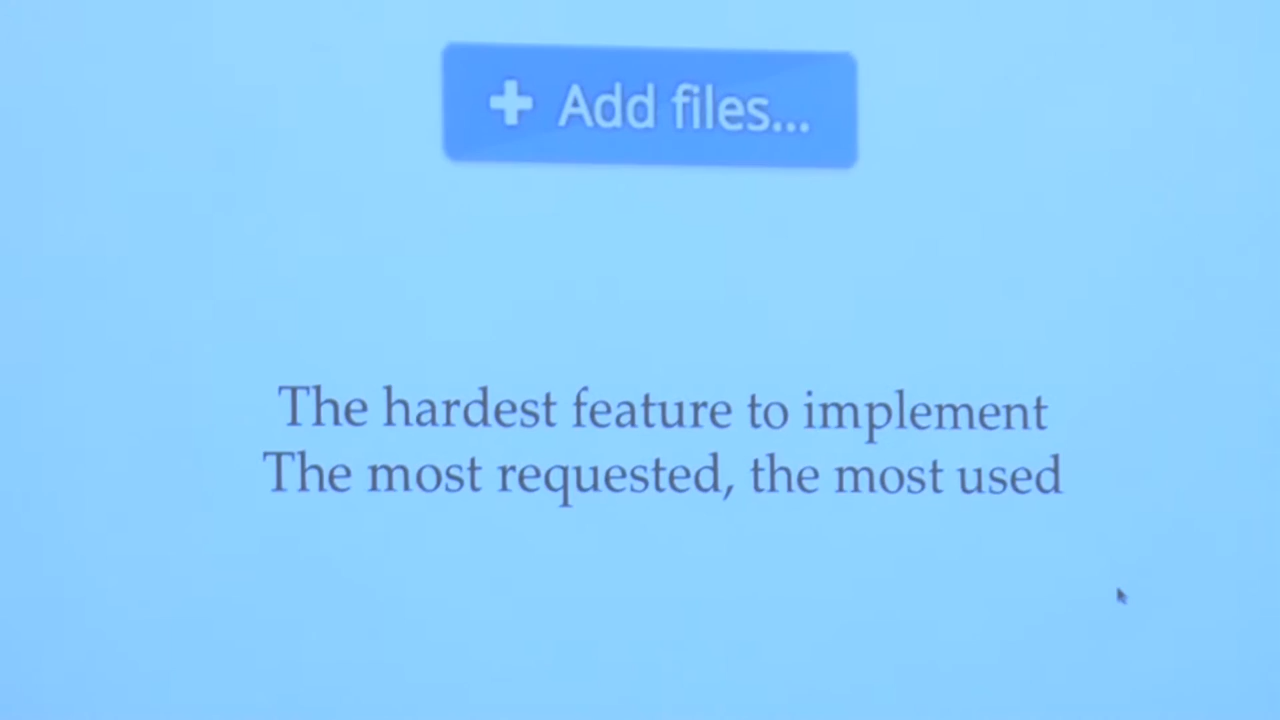 + Add files...
The hardest feature to implement
The most requested, the most used